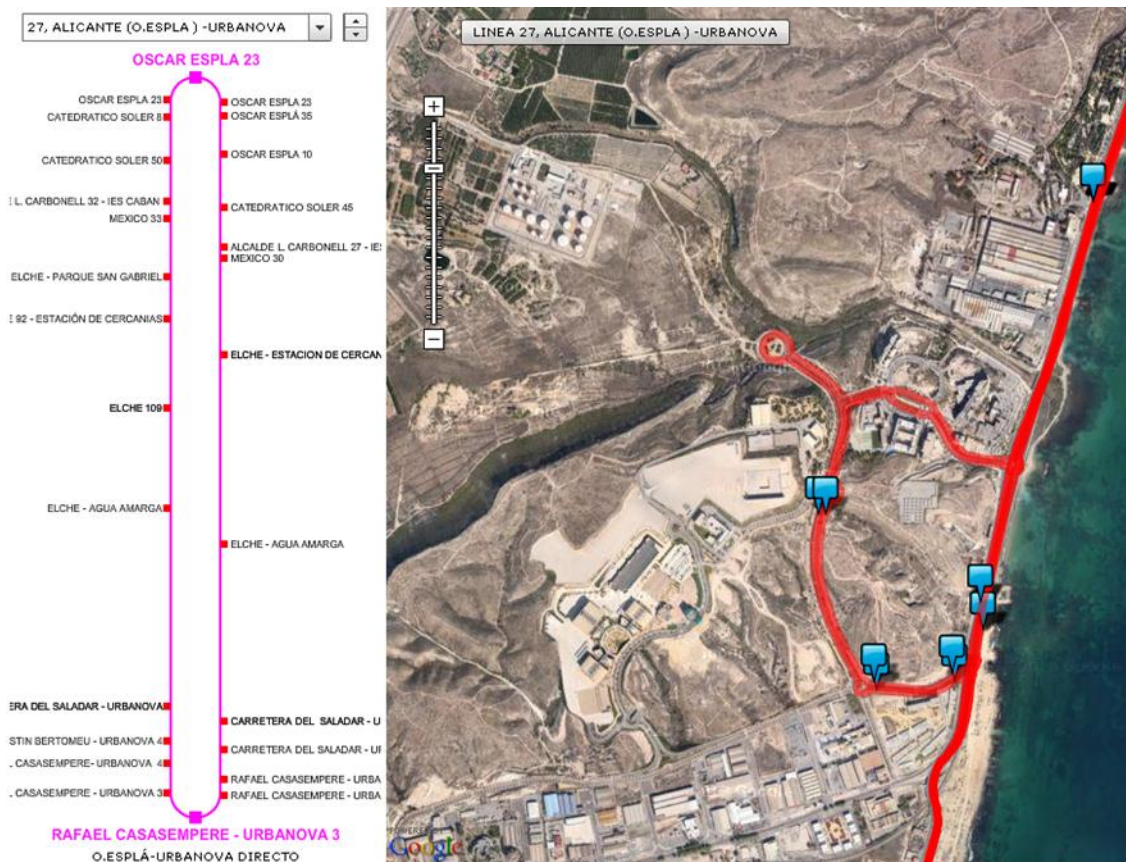 27, ALICANTE (O.ESPLA ) -URBANOVA
OSCAR ESPLA 23
OSCAR ESPLA 23
CATEDRATICO SOLER 8
CATEDRATICO SOLER 50
E L. CARBONELL 32 - IES CABAN
MEXICO 33
ELCHE - PARQUE SAN GABRIEL
E 92 - ESTACIÓN DE CERCANIAS
ELCHE 109
ELCHE - AGUA AMARGA
ERA DEL SALADAR - URBANOVA
STIN BERTOMEU - URBANOVA 4
L CASASEMPERE- URBANOVA 4
L CASASEMPERE - URBANOVA 3
OSCAR ESPLA 23
OSCAR ESPLÁ 35
OSCAR ESPLA 10
CATEDRATICO SOLER 45
ALCALDE L. CARBONELL 27 - IES
MEXICO 30
ELCHE - ESTACION DE CERCAN
ELCHE - AGUA AMARGA
CARRETERA DEL SALADAR - U
CARRETERA DEL SALADAR - UF
RAFAEL CASASEMPERE - URBA
RAFAEL CASASEMPERE - URBA
RAFAEL CASASEMPERE - URBANOVA 3
O.ESPLÁ-URBANOVA DIRECTO
LINEA 27, ALICANTE (O.ESPLA ) -URBANOVA
POWERED BY
Google